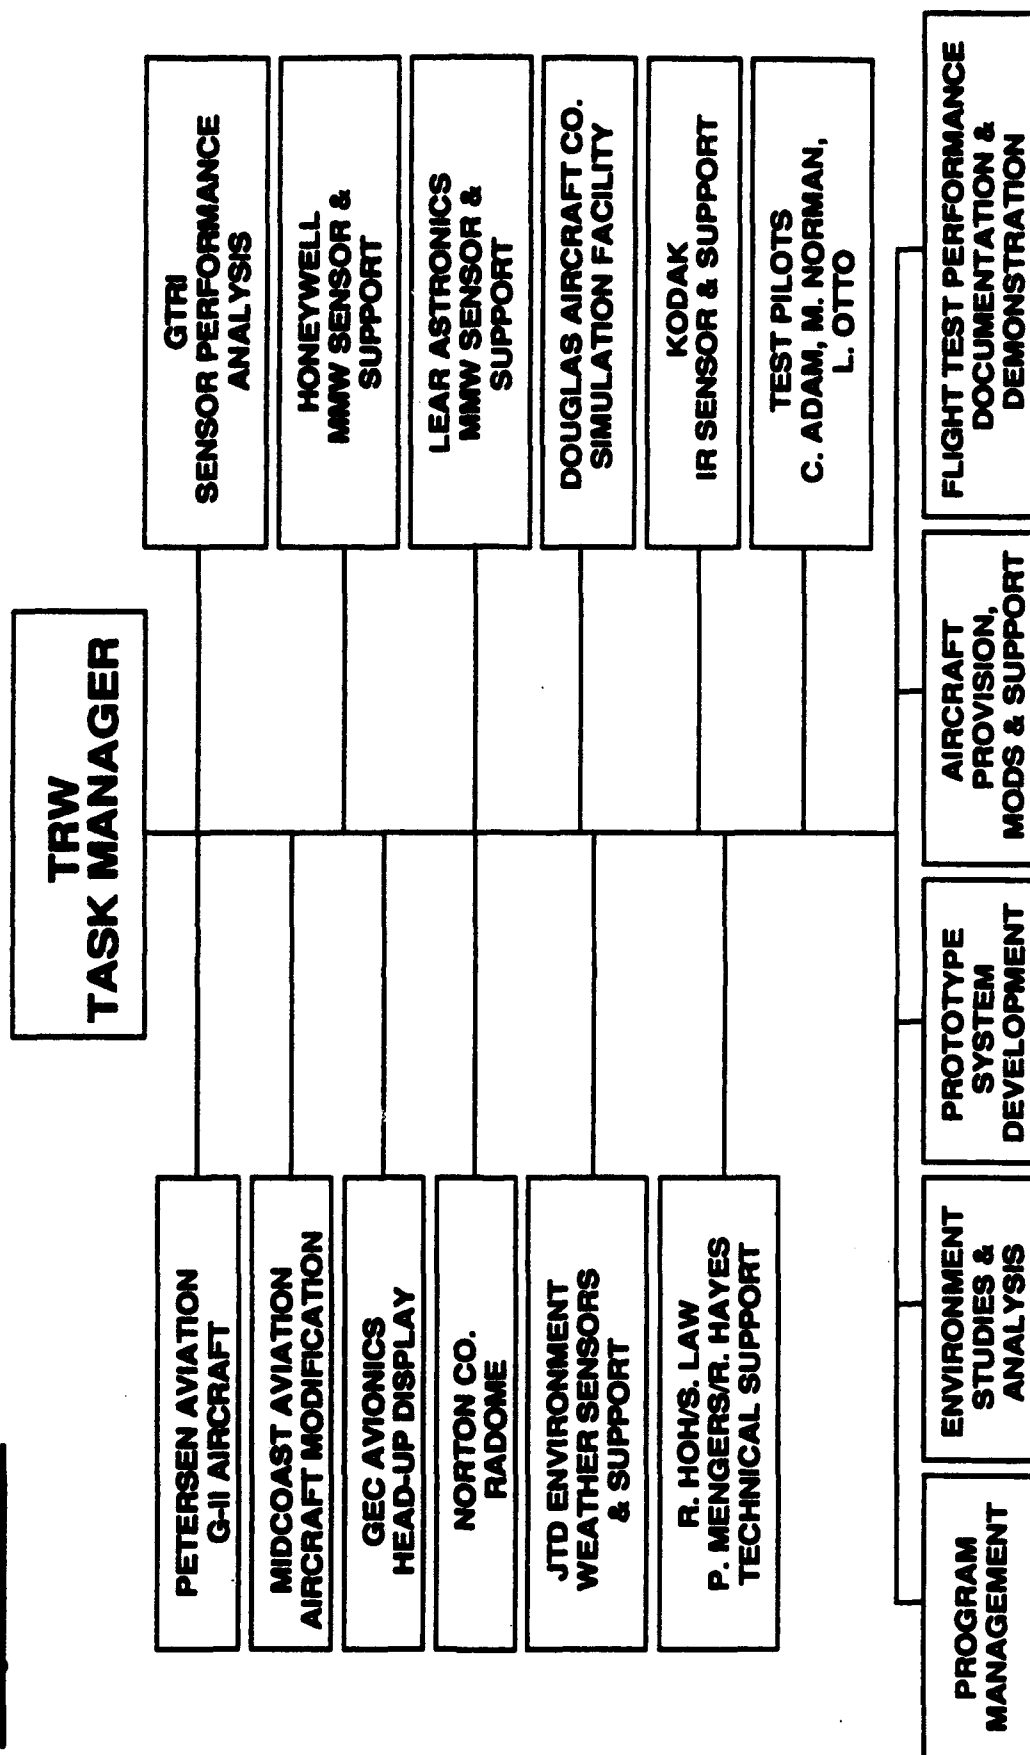 TRW
TASK MANAGER
PETERSEN AVIATION
G-II AIRCRAFT
MIDCOAST AVIATION
AIRCRAFT MODIFICATION
GEC AVIONICS
HEAD-UP DISPLAY
NORTON CO.
RADOME
JTD ENVIRONMENT
WEATHER SENSORS
& SUPPORT
R. HOH/S. LAW
P. MENGERS/R. HAYES
TECHNICAL SUPPORT
GTRI
SENSOR PERFORMANCE
ANALYSIS
HONEYWELL
MMW SENSOR &
SUPPORT
LEAR ASTRONICS
MMW SENSOR &
SUPPORT
DOUGLAS AIRCRAFT CO.
SIMULATION FACILITY
KODAK
IR SENSOR & SUPPORT
TEST PILOTS
C. ADAM, M. NORMAN,
L. OTTO
PROGRAM
MANAGEMENT
ENVIRONMENT
STUDIES &
ANALYSIS
PROTOTYPE
SYSTEM
DEVELOPMENT
AIRCRAFT
PROVISION,
MODS & SUPPORT
FLIGHT TEST PERFORMANCE
DOCUMENTATION &
DEMONSTRATION